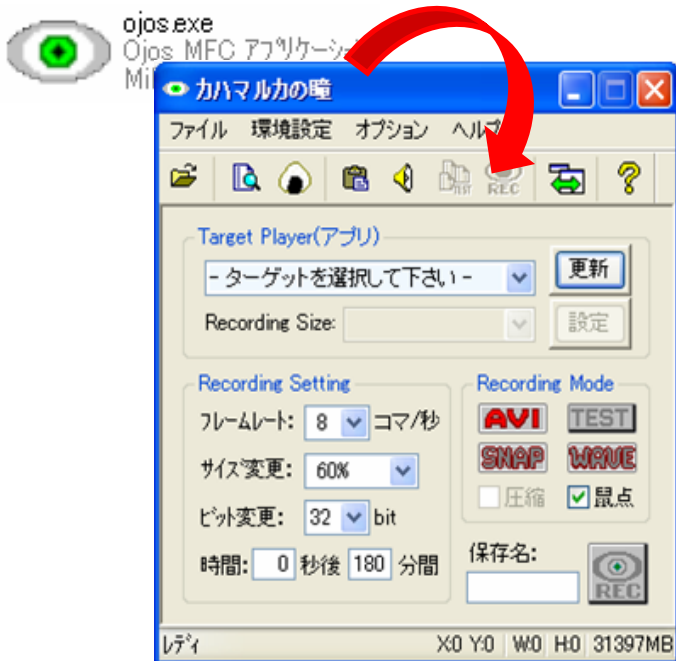 ojos.exe
Ojos MFC アプリケーシ
カハマルカの瞳
ファイル 環境設定 オプション ヘルプ
TEST REC
Target Player(アプリ)
- ターゲットを選択して下さい -
更新
Recording Size:
設定
Recording Setting
フレームレート: 8 コマ/秒
サイズ変更: 60%
ビット変更: 32 bit
時間: 0 秒後 180 分間
Recording Mode
AVI TEST
SNAP WAVE
圧縮 鼠点
保存名:
REC
レディ X:0 Y:0 W:0 H:0 31397MB